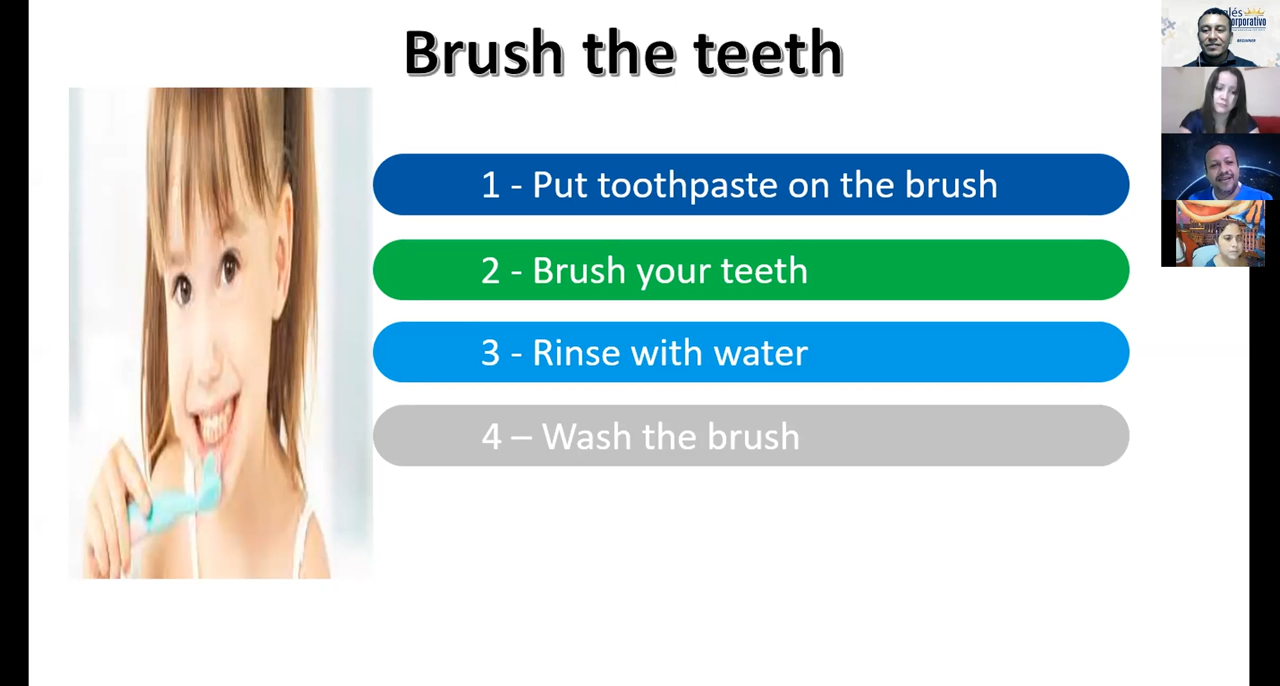 Brush the teeth
1 - Put toothpaste on the brush
2 - Brush your teeth
3 - Rinse with water
4 – Wash the brush
BEGINNER